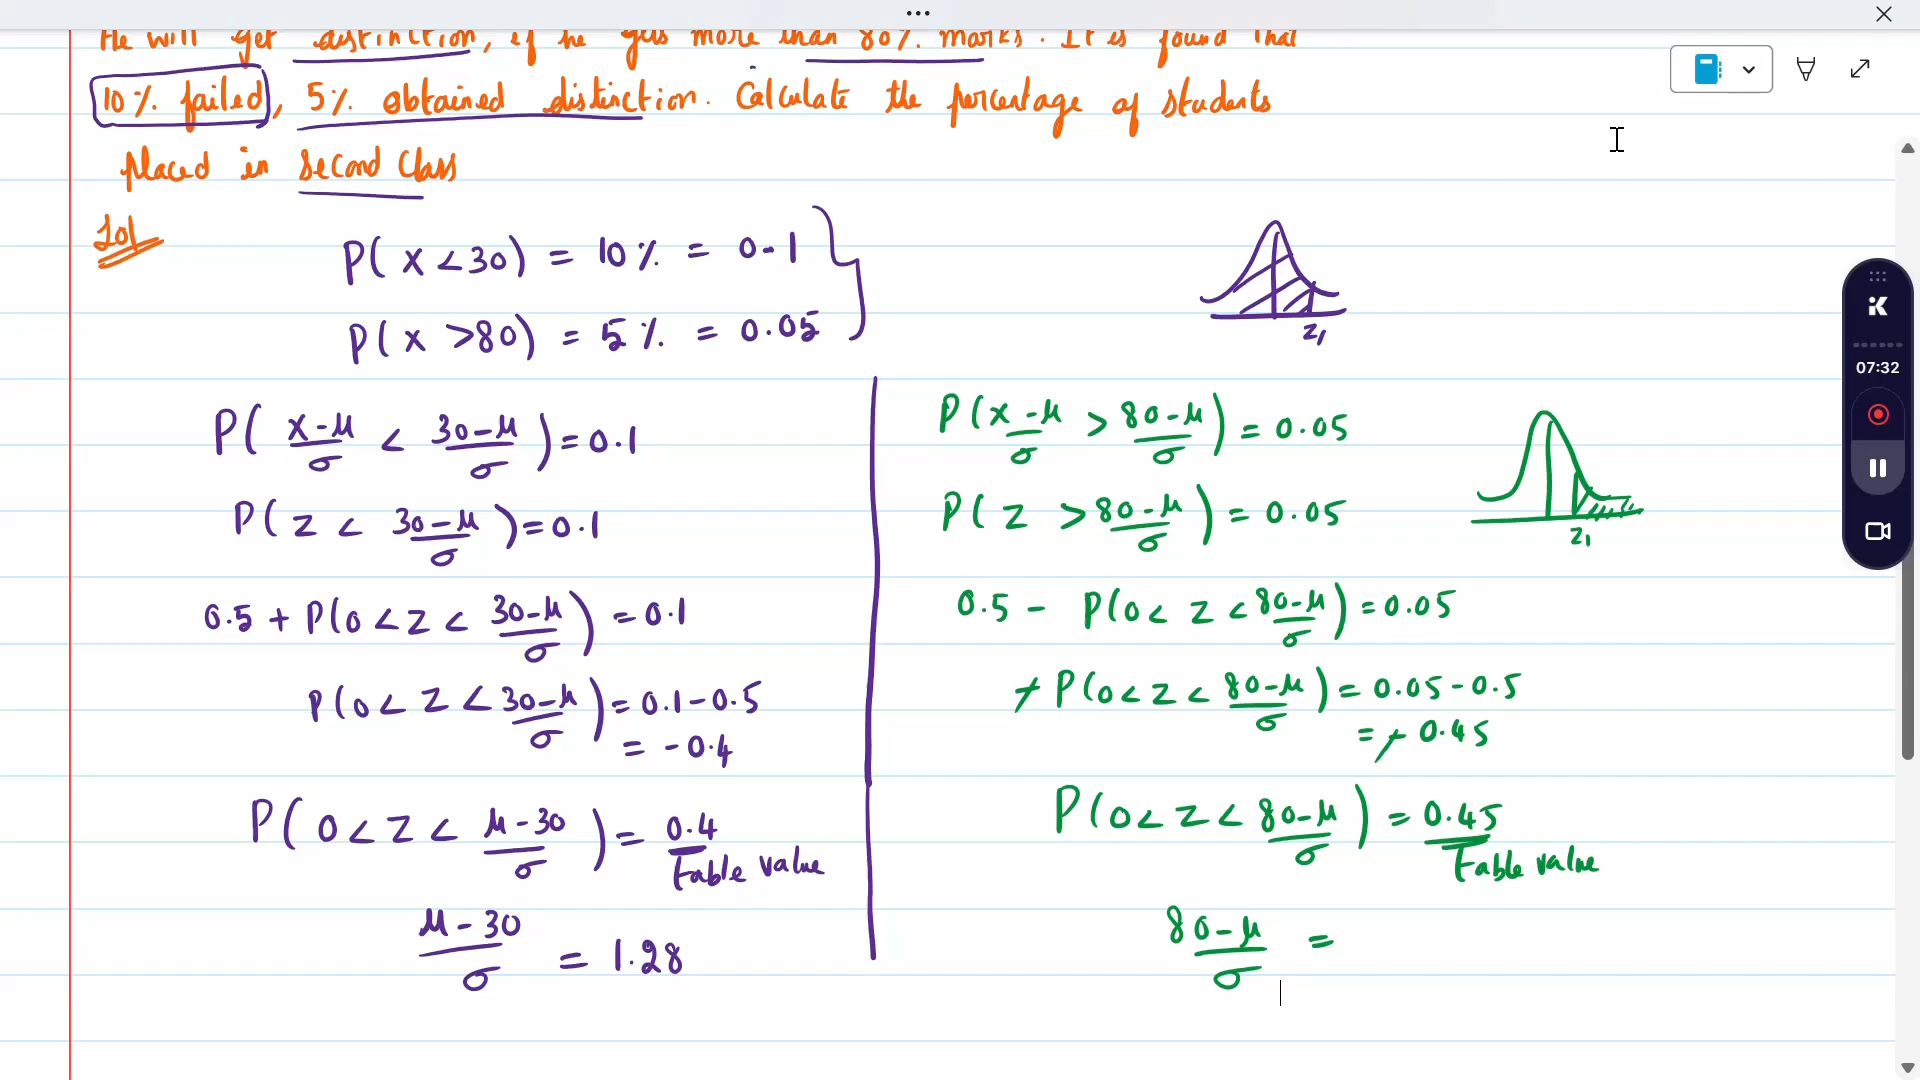 He will get distinction, if he gets more than 80% marks. It is found that
10% failed, 5% obtained distinction. Calculate the percentage of students
placed in second class
Sol
P( x < 30) = 10% = 0.1
P( x > 80) = 5% = 0.05
z₁
P( (x-μ)/σ < (30-μ)/σ ) = 0.1
P( z < (30-μ)/σ ) = 0.1
0.5 + P(0 < z < (30-μ)/σ ) = 0.1
P(0 < z < (30-μ)/σ ) = 0.1 - 0.5
= -0.4
P( 0 < z < (μ-30)/σ ) = 0.4
table value
(μ-30)/σ = 1.28
P( (x-μ)/σ > (80-μ)/σ ) = 0.05
P( z > (80-μ)/σ ) = 0.05
z₁
0.5 - P(0 < z < (80-μ)/σ ) = 0.05
- P(0 < z < (80-μ)/σ ) = 0.05 - 0.5
= - 0.45
P(0 < z < (80-μ)/σ ) = 0.45
table value
(80-μ)/σ =
07:32